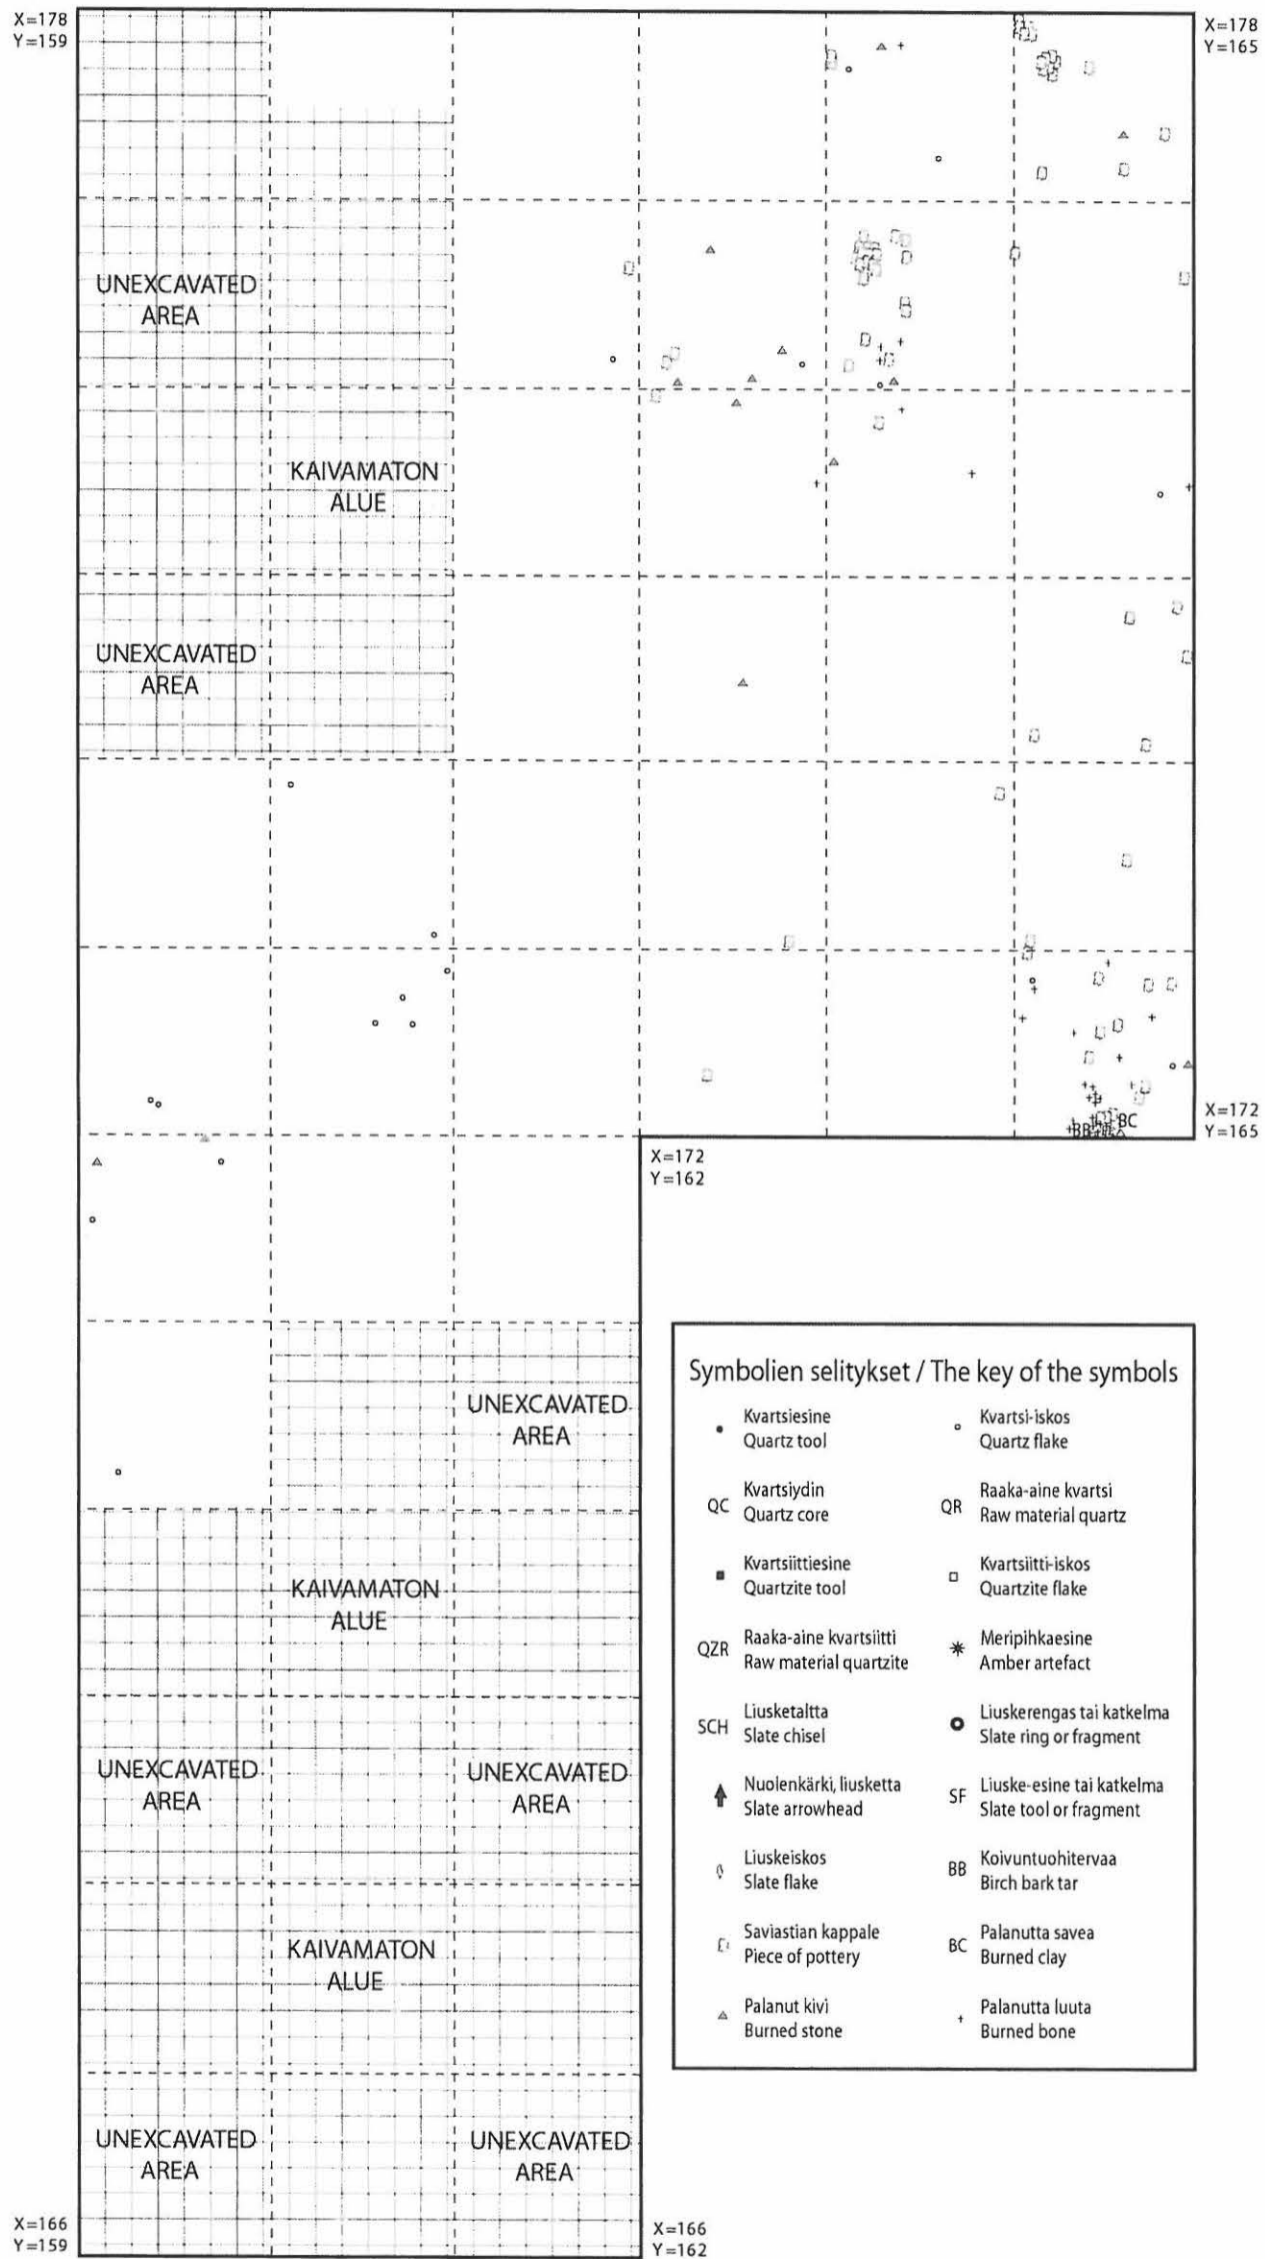 X=178
Y=159
X=178
Y=165
UNEXCAVATED
AREA
KAIVAMATON
ALUE
UNEXCAVATED
AREA
BB
BC
X=172
Y=165
X=172
Y=162
UNEXCAVATED
AREA
KAIVAMATON
ALUE
UNEXCAVATED
AREA
UNEXCAVATED
AREA
KAIVAMATON
ALUE
UNEXCAVATED
AREA
UNEXCAVATED
AREA
X=166
Y=159
X=166
Y=162
Symbolien selitykset / The key of the symbols
Kvartsiesine
Quartz tool
Kvartsi-iskos
Quartz flake
QC
Kvartsiydin
Quartz core
QR
Raaka-aine kvartsi
Raw material quartz
Kvartsiittiesine
Quartzite tool
Kvartsiitti-iskos
Quartzite flake
QZR
Raaka-aine kvartsiitti
Raw material quartzite
Meripihkaesine
Amber artefact
SCH
Liusketaltta
Slate chisel
Liuskerengas tai katkelma
Slate ring or fragment
Nuolenkärki, liusketta
Slate arrowhead
SF
Liuske-esine tai katkelma
Slate tool or fragment
Liuskeiskos
Slate flake
BB
Koivuntuohitervaa
Birch bark tar
Saviastian kappale
Piece of pottery
BC
Palanutta savea
Burned clay
Palanut kivi
Burned stone
Palanutta luuta
Burned bone